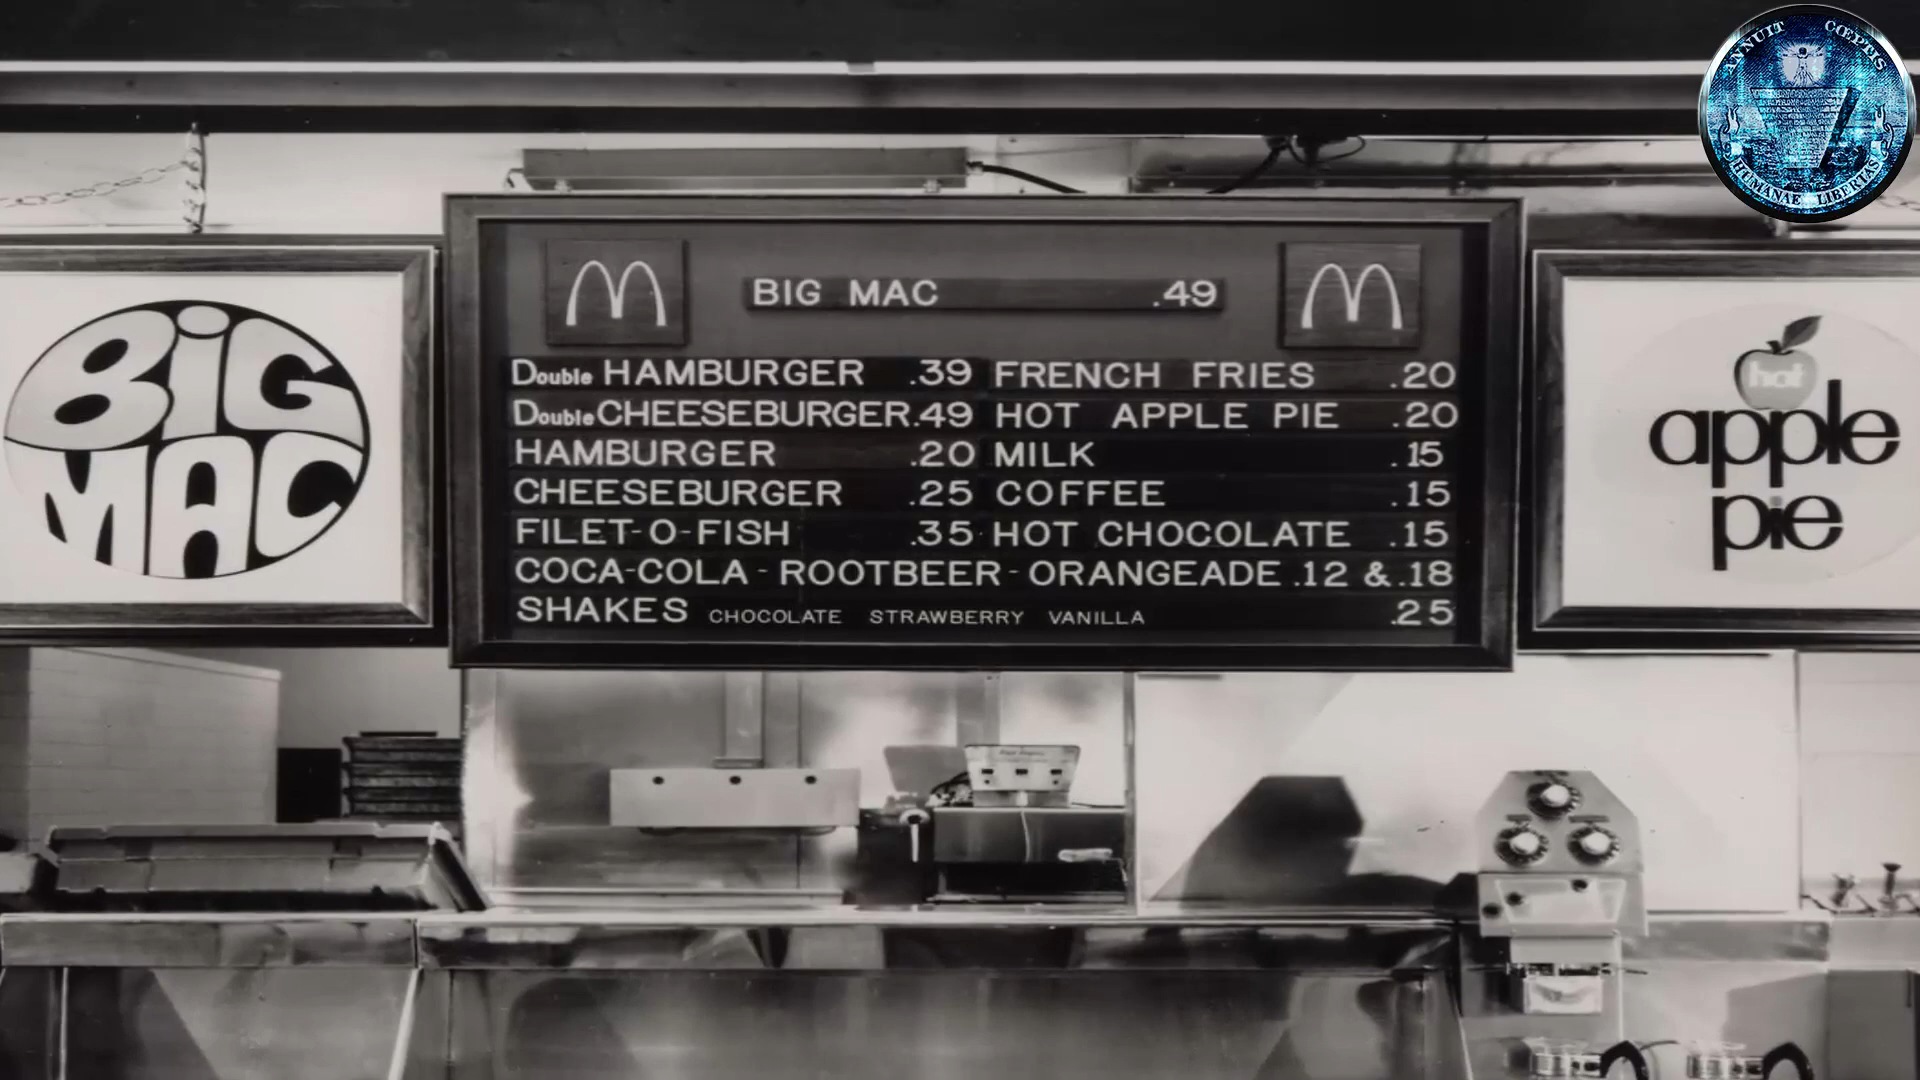 ANNUIT CŒPTIS
HUMANAE LIBERTAS
BIG MAC .49
Double HAMBURGER .39 FRENCH FRIES .20
Double CHEESEBURGER .49 HOT APPLE PIE .20
HAMBURGER .20 MILK .15
CHEESEBURGER .25 COFFEE .15
FILET-O-FISH .35 HOT CHOCOLATE .15
COCA-COLA - ROOTBEER - ORANGEADE .12 & .18
SHAKES CHOCOLATE STRAWBERRY VANILLA .25
BiG
MAC
hot
apple
pie